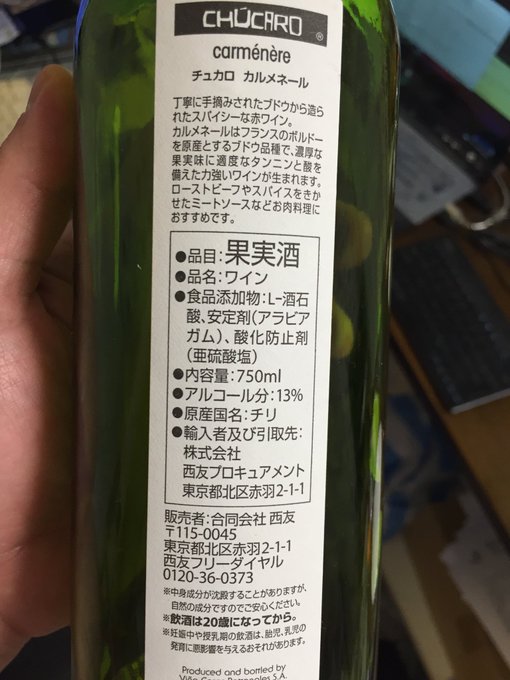 CHÚCARO ®
carménère
チュカロ カルメネール
丁寧に手摘みされたブドウから造ら
れたスパイシーな赤ワイン。
カルメネールはフランスのボルドー
を原産とするブドウ品種で、濃厚な
果実味に適度なタンニンと酸を
備えた力強いワインが生まれます。
ローストビーフやスパイスをきか
せたミートソースなどお肉料理に
おすすめです。
●品目:果実酒
●品名:ワイン
●食品添加物:L-酒石
酸、安定剤(アラビア
ガム)、酸化防止剤
(亜硫酸塩)
●内容量:750ml
●アルコール分:13%
●原産国名:チリ
●輸入者及び引取先:
株式会社
西友プロキュアメント
東京都北区赤羽2-1-1
販売者:合同会社 西友
〒115-0045
東京都北区赤羽2-1-1
西友フリーダイヤル
0120-36-0373
※中身成分が沈殿することがありますが、
自然の成分ですのでご安心ください。
※飲酒は20歳になってから。
※妊娠中や授乳期の飲酒は、胎児、乳児の
発育に悪影響を与えるおそれがあります。
Produced and bottled by
Viña Casas Patronales S.A.